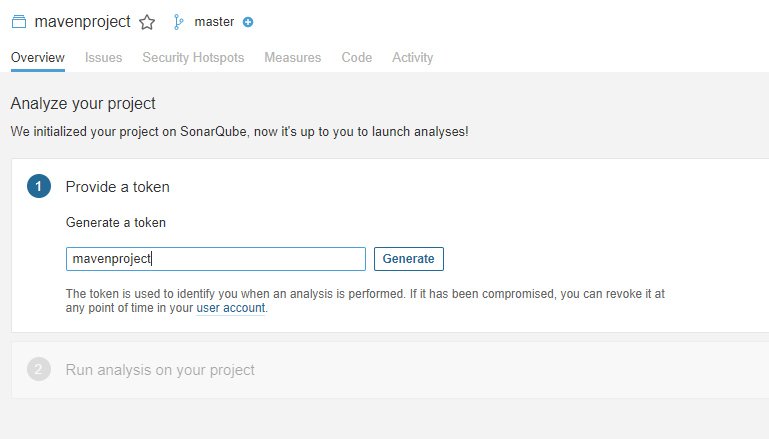 mavenproject master
Overview Issues Security Hotspots Measures Code Activity
Analyze your project
We initialized your project on SonarQube, now it's up to you to launch analyses!
1 Provide a token
Generate a token
mavenproject Generate
The token is used to identify you when an analysis is performed. If it has been compromised, you can revoke it at
any point of time in your user account.
2 Run analysis on your project